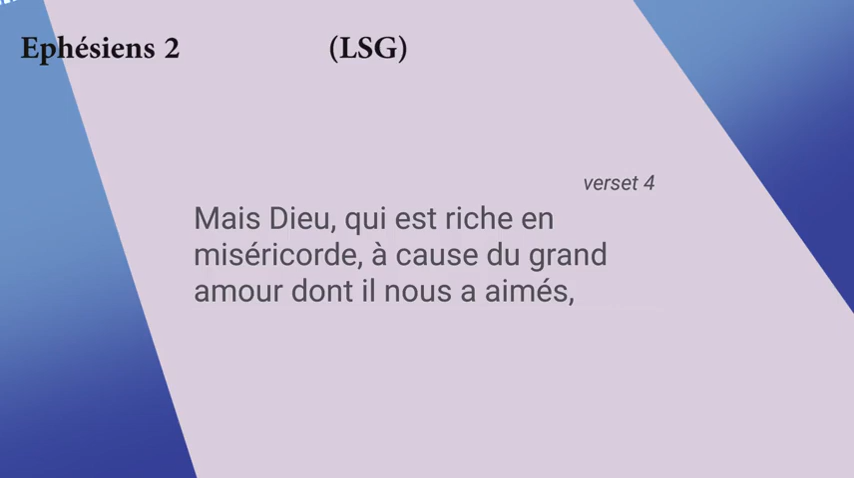 Ephésiens 2 (LSG)
verset 4
Mais Dieu, qui est riche en
miséricorde, à cause du grand
amour dont il nous a aimés,